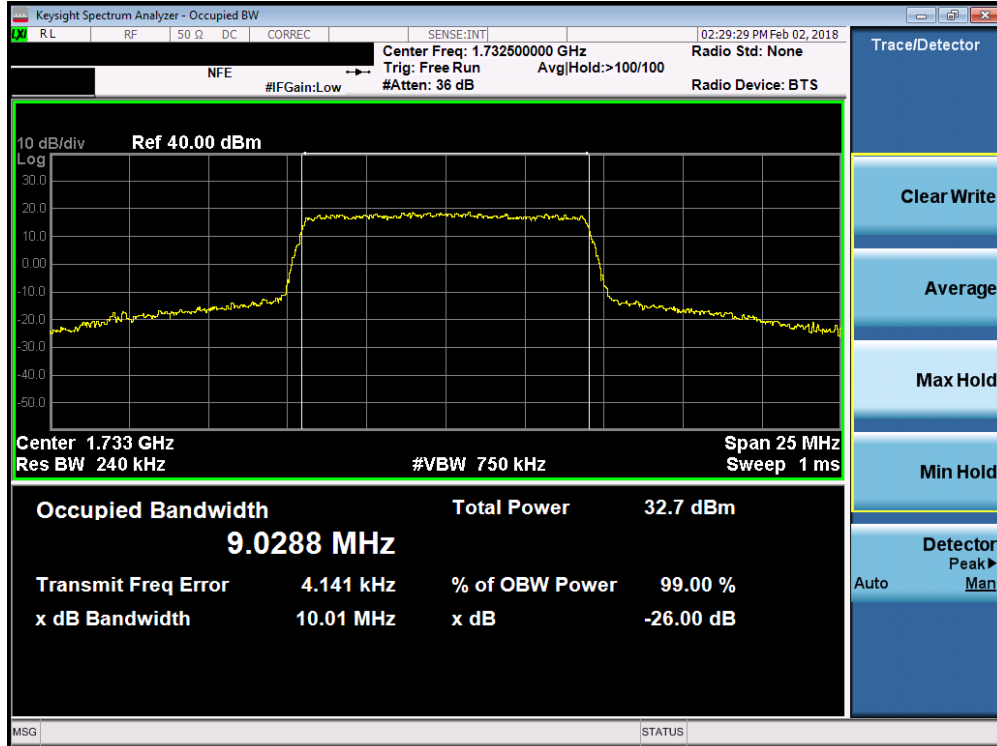 Keysight Spectrum Analyzer - Occupied BW
LXI RL RF 50 Ω DC CORREC SENSE:INT 02:29:29 PM Feb 02, 2018
Center Freq: 1.732500000 GHz Radio Std: None
NFE Trig: Free Run Avg|Hold:>100/100
#IFGain:Low #Atten: 36 dB Radio Device: BTS
Trace/Detector
10 dB/div Ref 40.00 dBm
Log
30.0
20.0
10.0
0.00
-10.0
-20.0
-30.0
-40.0
-50.0
Center 1.733 GHz Span 25 MHz
Res BW 240 kHz #VBW 750 kHz Sweep 1 ms
Occupied Bandwidth Total Power 32.7 dBm
9.0288 MHz
Transmit Freq Error 4.141 kHz % of OBW Power 99.00 %
x dB Bandwidth 10.01 MHz x dB -26.00 dB
Clear Write
Average
Max Hold
Min Hold
Detector
Peak▶
Auto Man
MSG STATUS